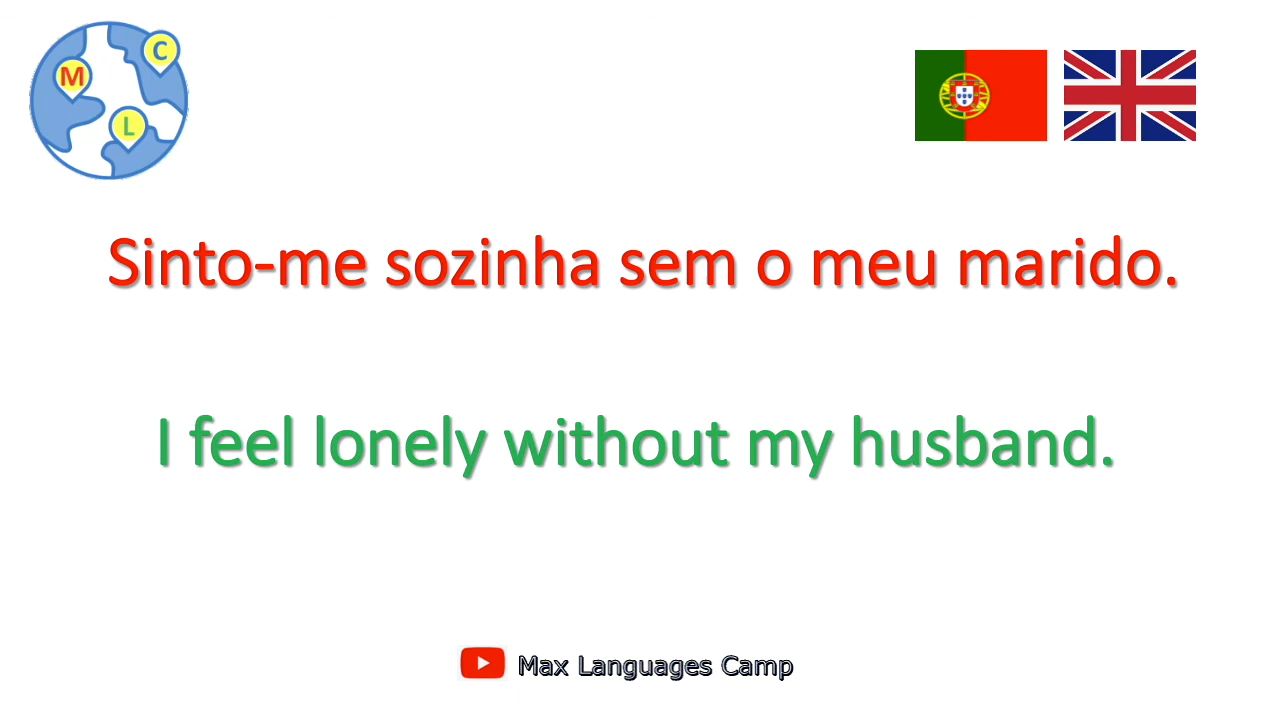 M
C
L
Sinto-me sozinha sem o meu marido.
I feel lonely without my husband.
Max Languages Camp